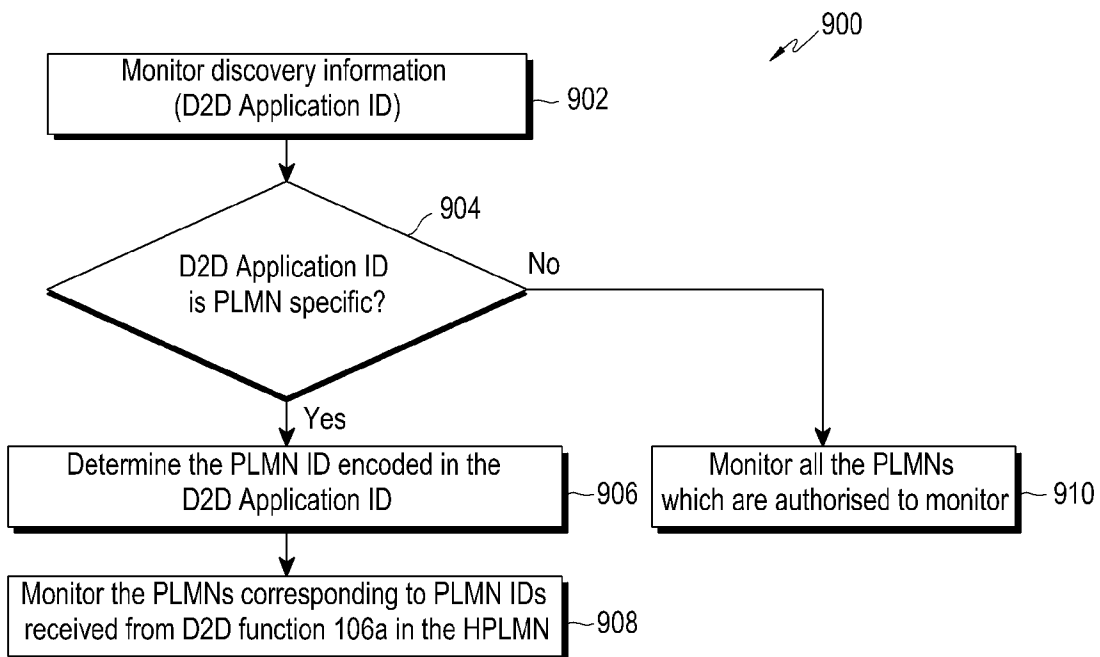 900
Monitor discovery information
(D2D Application ID)
902
904
D2D Application ID
is PLMN specific?
No
Yes
Determine the PLMN ID encoded in the
D2D Application ID
906
Monitor all the PLMNs
which are authorised to monitor
910
Monitor the PLMNs corresponding to PLMN IDs
received from D2D function 106a in the HPLMN
908